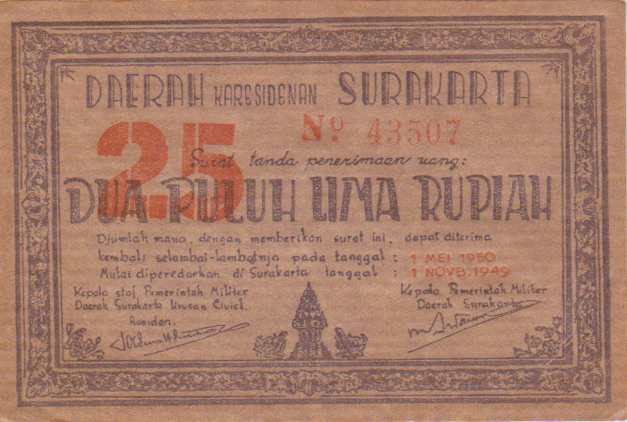 DAERAH KARESIDENAN SURAKARTA
25
No 43507
Surat tanda penerimaan uang:
DUA PULUH LIMA RUPIAH
Djumlah mana, dengan memberikan surat ini, dapat diterima
kembali selambat-lambatnja pada tanggal : 1 MEI 1950
Mulai diperedarkan di Surakarta tanggal : 1 NOVB. 1949
Kepala staf Pemerintah Militer
Daerah Surakarta Urusan Civiel.
Residen.
Kepala Pemerintah Militer
Daerah Surakarta